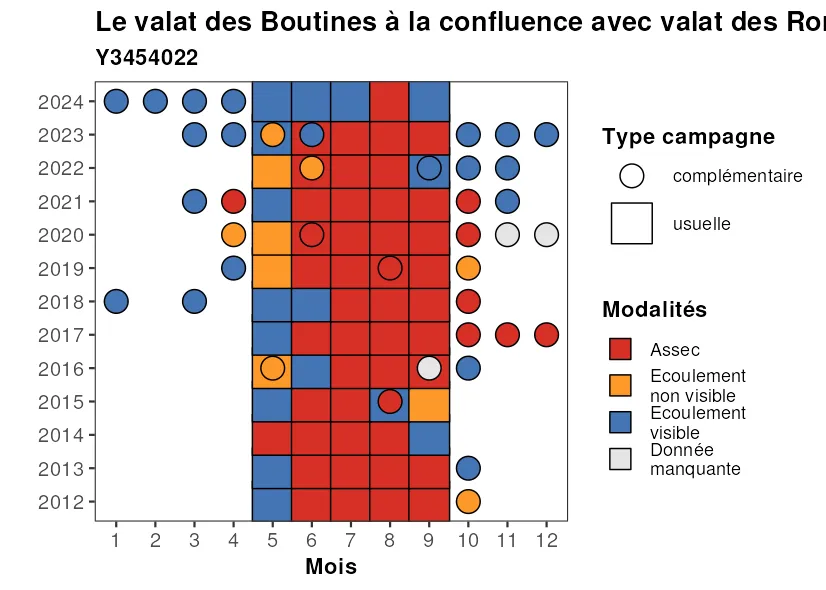 Le valat des Boutines à la confluence avec valat des
Y3454022
2024
2023
2022
2021
2020
2019
2018
2017
2016
2015
2014
2013
2012
1 2 3 4 5 6 7 8 9 10 11 12
Mois
Type campagne
complémentaire
usuelle
Modalités
Assec
Ecoulement
non visible
Ecoulement
visible
Donnée
manquante